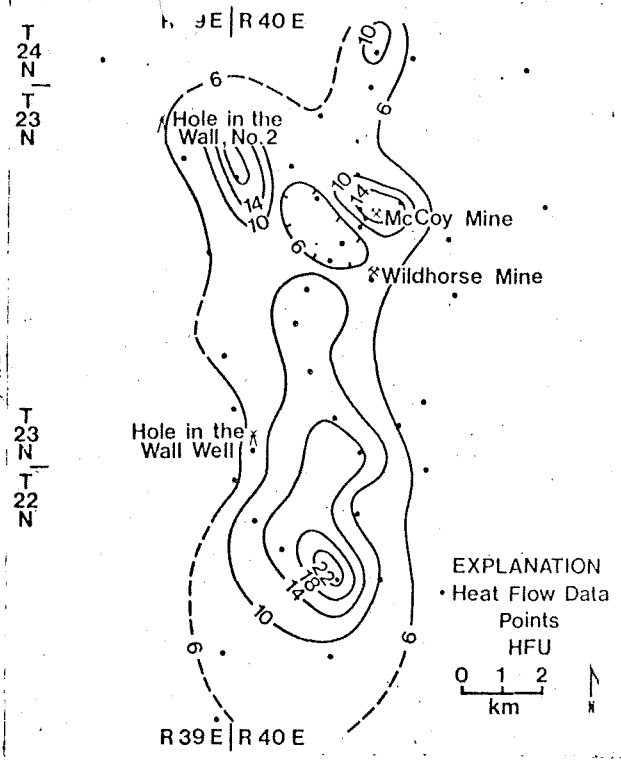 R 40 E
T
24
N
10
6
6
T
23
N
Hole in the
Wall, No.2
10
14
14
10
McCoy Mine
6
Wildhorse Mine
T
23
N
Hole in the
Wall Well
T
22
N
22
18
14
10
6
6
EXPLANATION
• Heat Flow Data
Points
HFU
0 1 2
km
N
R 39 E R 40 E